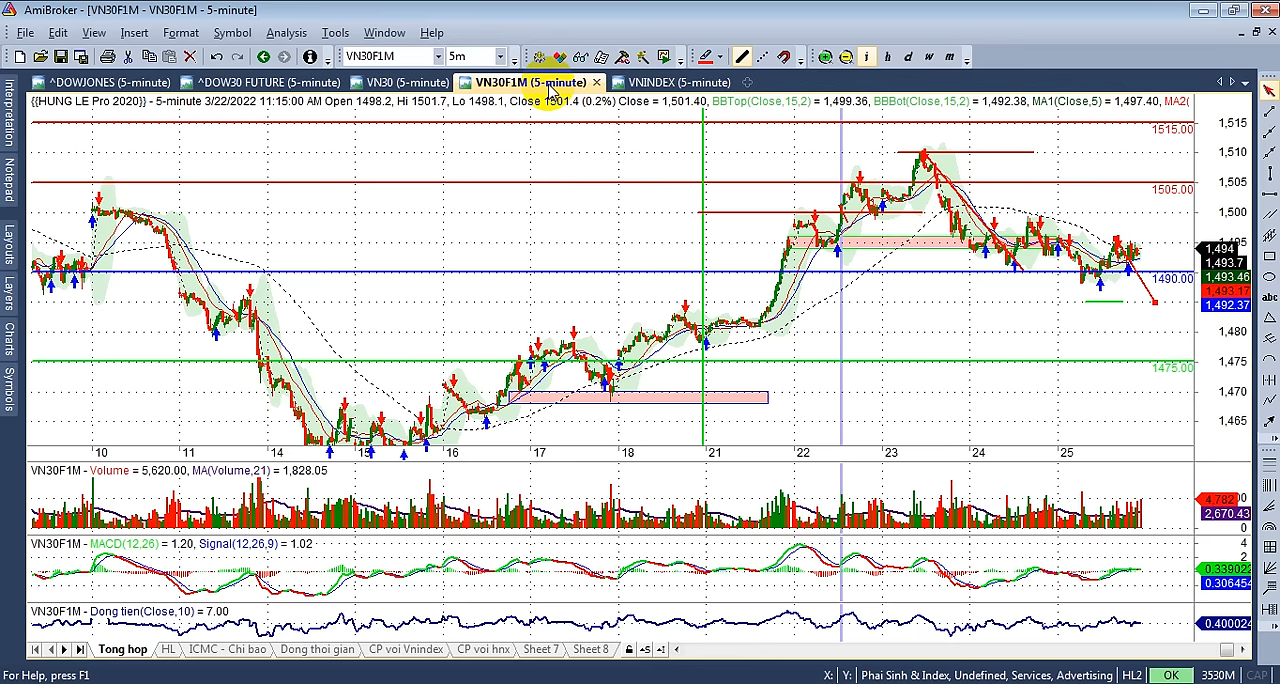 AmiBroker - [VN30F1M - VN30F1M - 5-minute]
File Edit View Insert Format Symbol Analysis Tools Window Help
VN30F1M 5m i h d w m
^DOWJONES (5-minute) ^DOW30 FUTURE (5-minute) VN30 (5-minute) VN30F1M (5-minute) VNINDEX (5-minute)
Interpretation
Notepad
Layouts
Layers
Charts
Symbols
{{HUNG LE Pro 2020}} - 5-minute 3/22/2022 11:15:00 AM Open 1498.2, Hi 1501.7, Lo 1498.1, Close 1501.4 (0.2%) Close = 1,501.40, BBTop(Close,15,2) = 1,499.36, BBBot(Close,15,2) = 1,492.38, MA1(Close,5) = 1,497.40, MA2(
1515.00
1,515
1,510
1,505
1505.00
1,500
1,494
1,493.7
1,493.46
1,493.17
1,492.37
1490.00
1,480
1,475
1475.00
1,470
1,465
10 11 14 15 16 17 18 21 22 23 24 25
VN30F1M - Volume = 5,620.00, MA(Volume,21) = 1,828.05
4,782
2,670.43
0
VN30F1M - MACD(12,26) = 1.20, Signal(12,26,9) = 1.02
4
2
0.339022
0.306454
VN30F1M - Dong tien(Close,10) = 7.00
0.400024
abc
Tong hop HL ICMC - Chi bao Dong thoi gian CP voi Vnindex CP voi hnx Sheet 7 Sheet 8
For Help, press F1 X: Y: Phai Sinh & Index, Undefined, Services, Advertising HL2 OK 3530M CAP